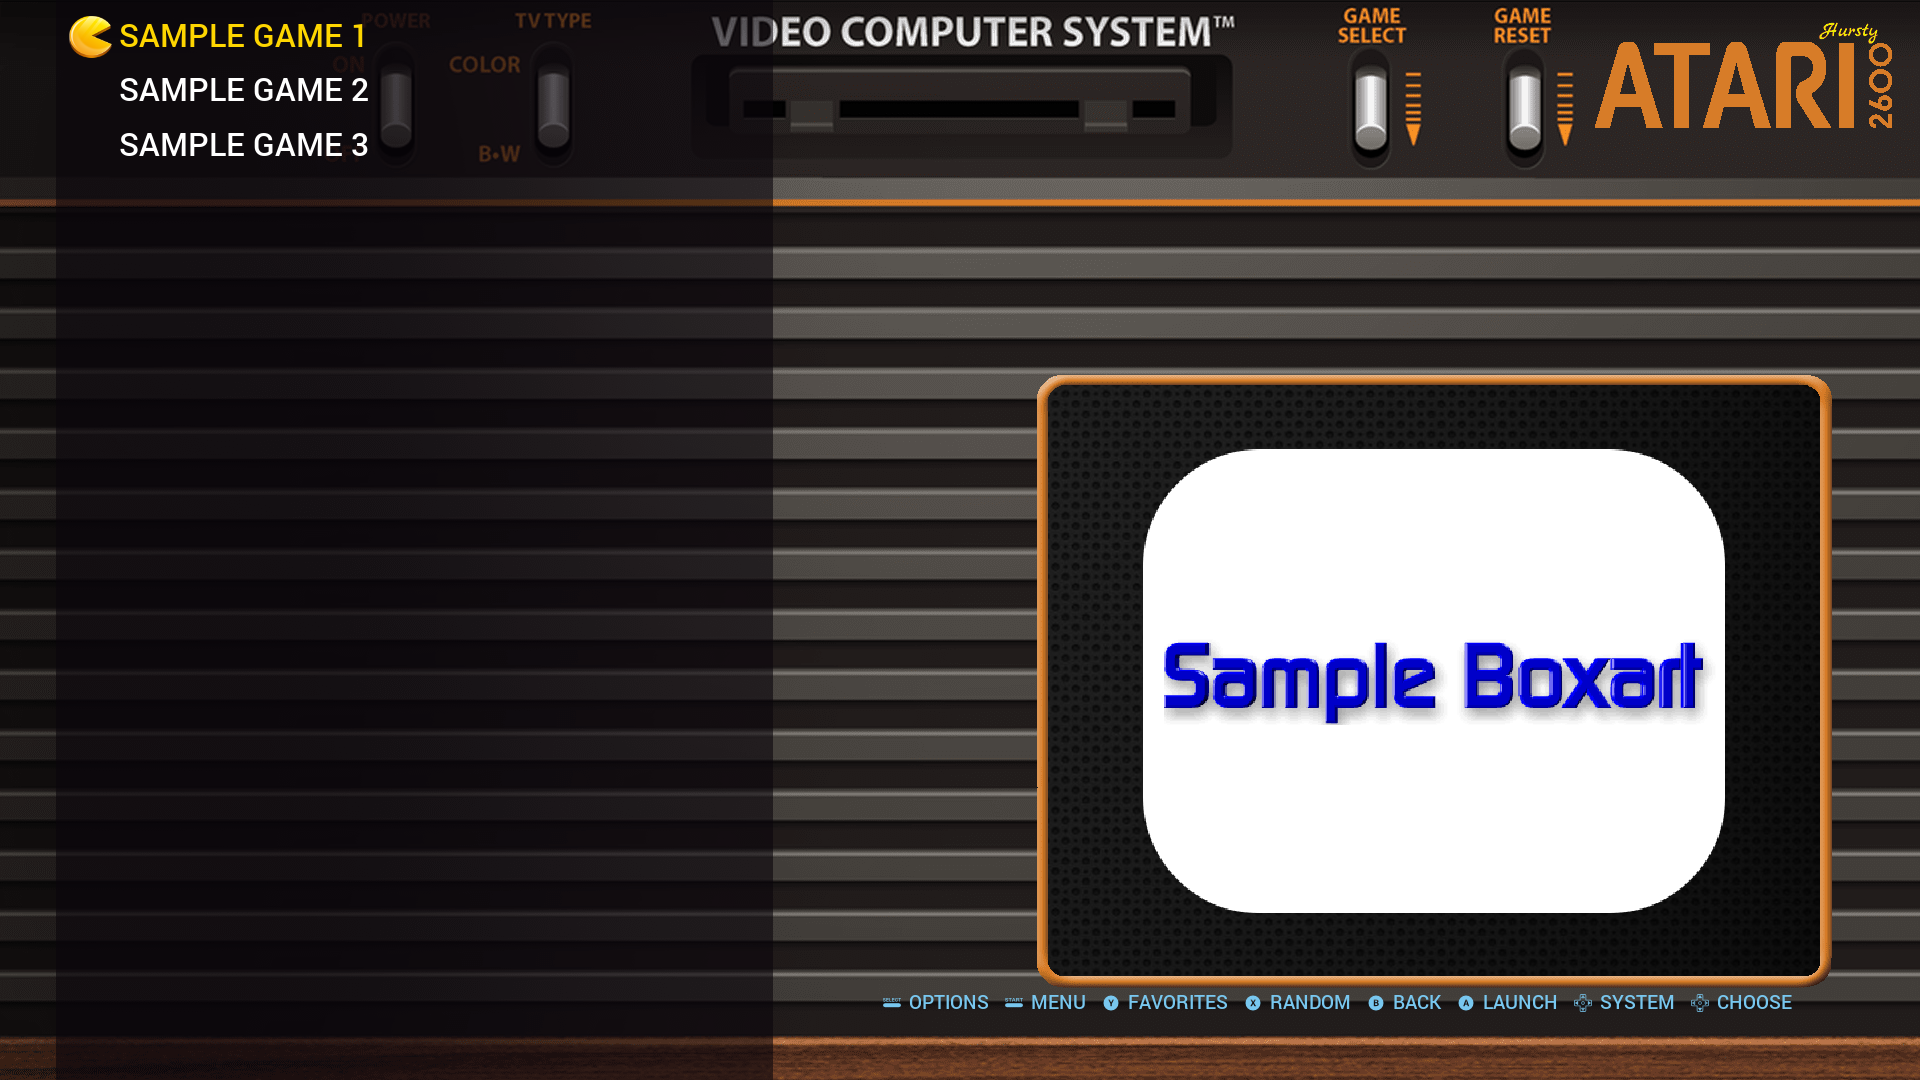 SAMPLE GAME 1
SAMPLE GAME 2
SAMPLE GAME 3
POWER
ON
TV TYPE
COLOR
B•W
VIDEO COMPUTER SYSTEM™
GAME
SELECT
GAME
RESET
Hursty
ATARI
2600
Sample Boxart
SELECT OPTIONS START MENU Y FAVORITES X RANDOM B BACK A LAUNCH SYSTEM CHOOSE